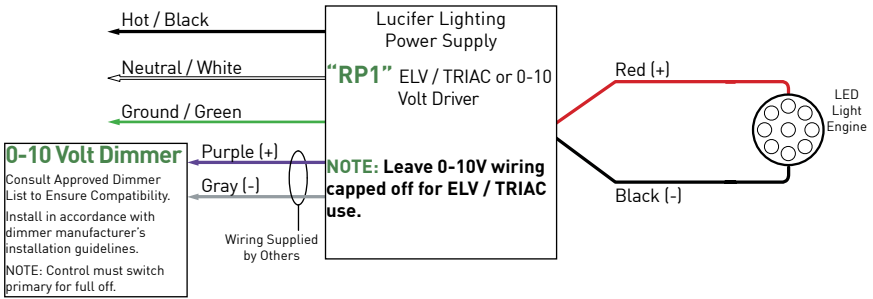 Hot / Black
Neutral / White
Ground / Green
0-10 Volt Dimmer
Consult Approved Dimmer
List to Ensure Compatibility.
Install in accordance with
dimmer manufacturer's
installation guidelines.
NOTE: Control must switch
primary for full off.
Purple (+)
Gray (-)
Wiring Supplied
by Others
Lucifer Lighting
Power Supply
“RP1” ELV / TRIAC or 0-10
Volt Driver
NOTE: Leave 0-10V wiring
capped off for ELV / TRIAC
use.
Red (+)
Black (-)
LED
Light
Engine